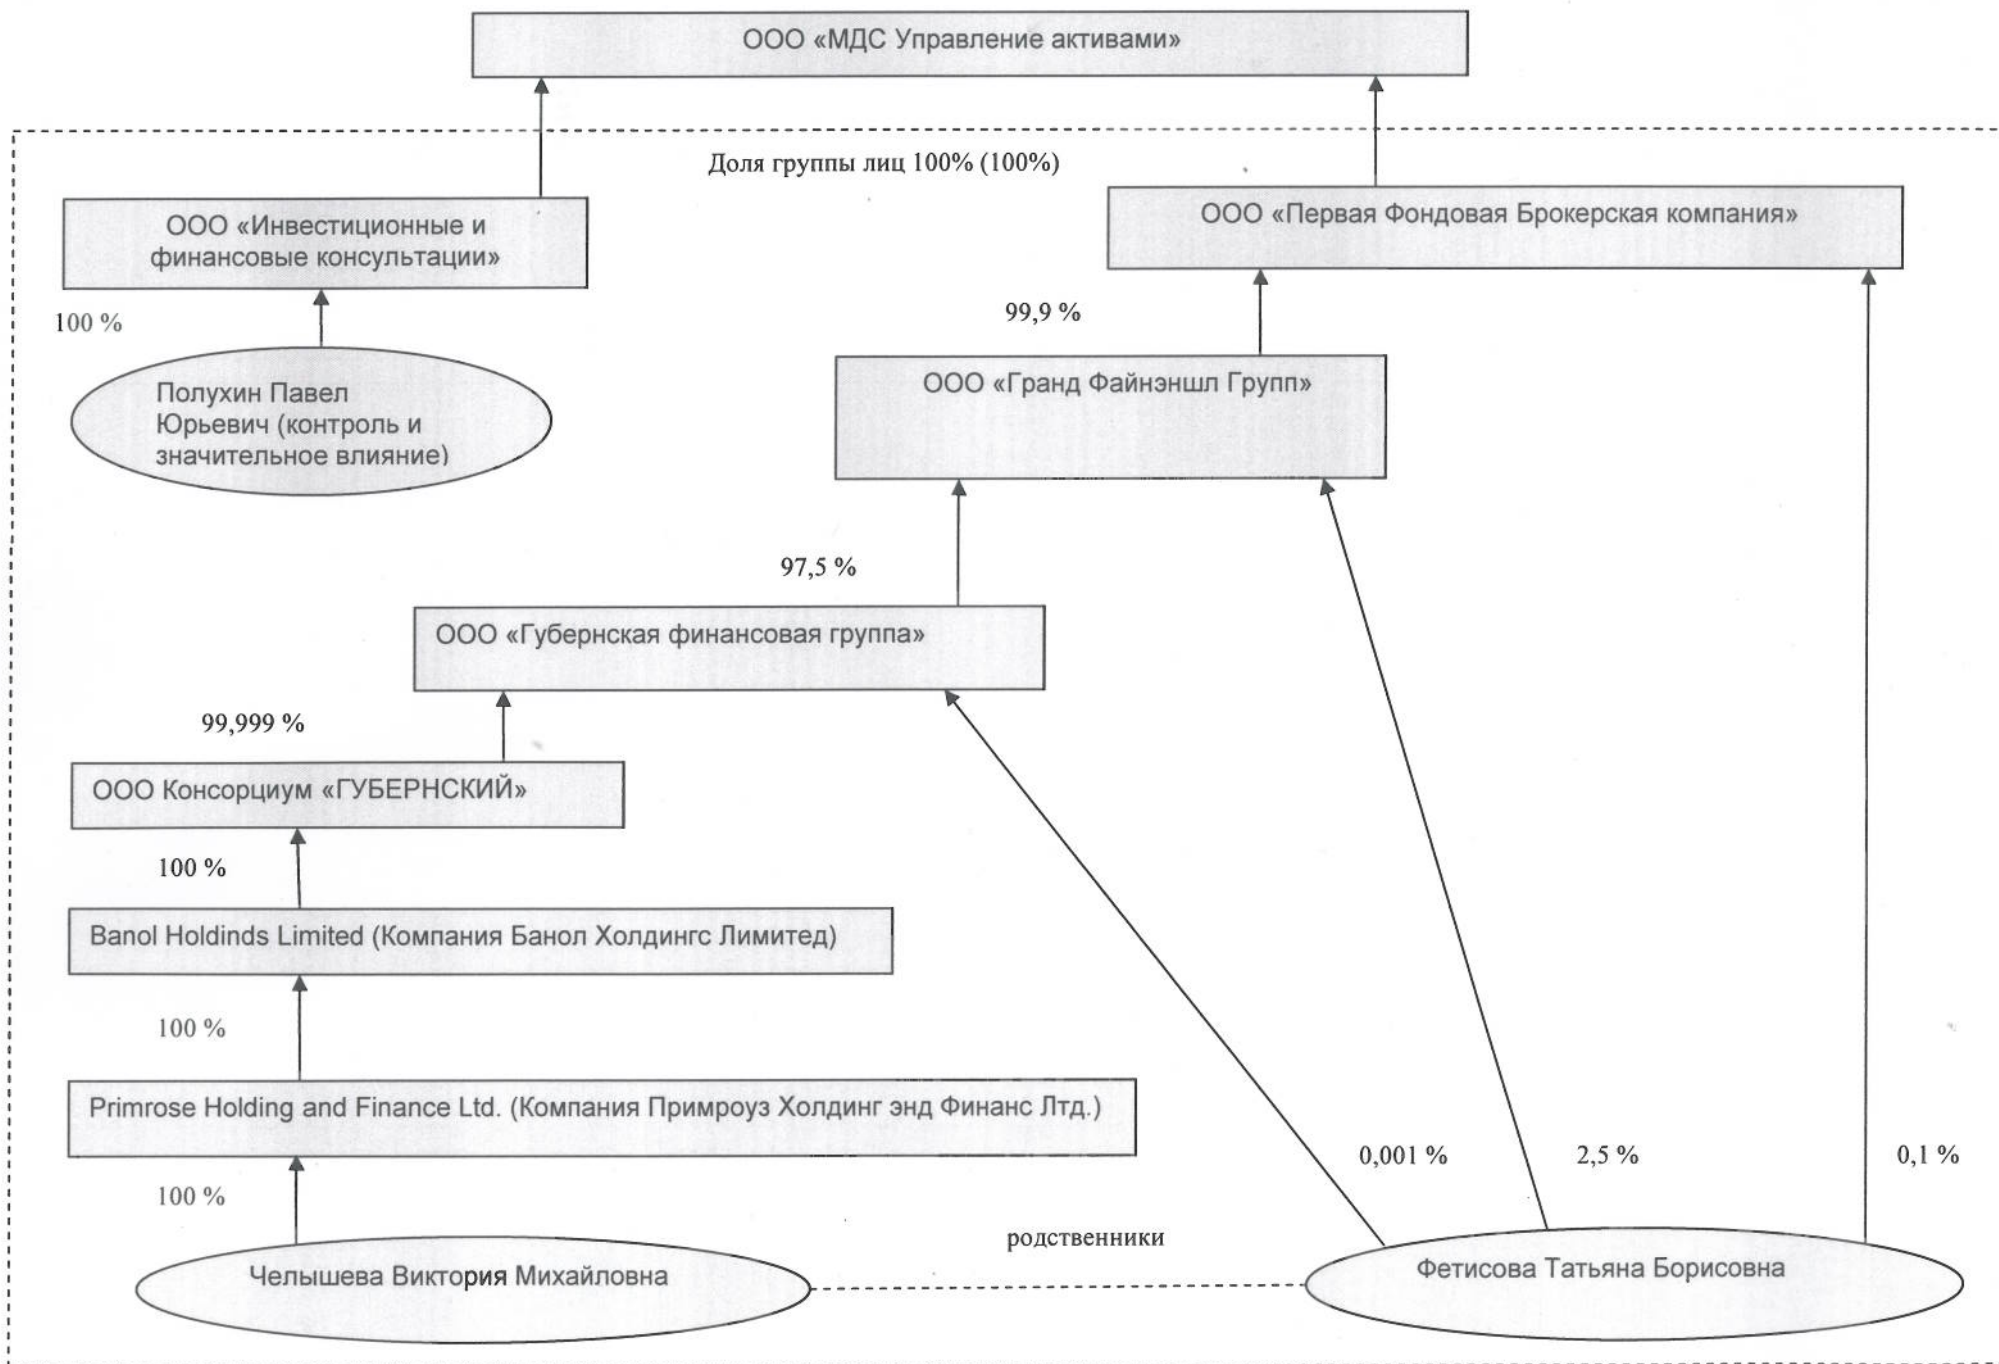 ООО «МДС Управление активами»
Доля группы лиц 100% (100%)
ООО «Инвестиционные и
финансовые консультации»
ООО «Первая Фондовая Брокерская компания»
100 %
99,9 %
Полухин Павел
Юрьевич (контроль и
значительное влияние)
ООО «Гранд Файнэншл Групп»
97,5 %
ООО «Губернская финансовая группа»
99,999 %
ООО Консорциум «ГУБЕРНСКИЙ»
100 %
Banol Holdinds Limited (Компания Банол Холдингс Лимитед)
100 %
Primrose Holding and Finance Ltd. (Компания Примроуз Холдинг энд Финанс Лтд.)
0,001 %
2,5 %
0,1 %
100 %
родственники
Челышева Виктория Михайловна
Фетисова Татьяна Борисовна